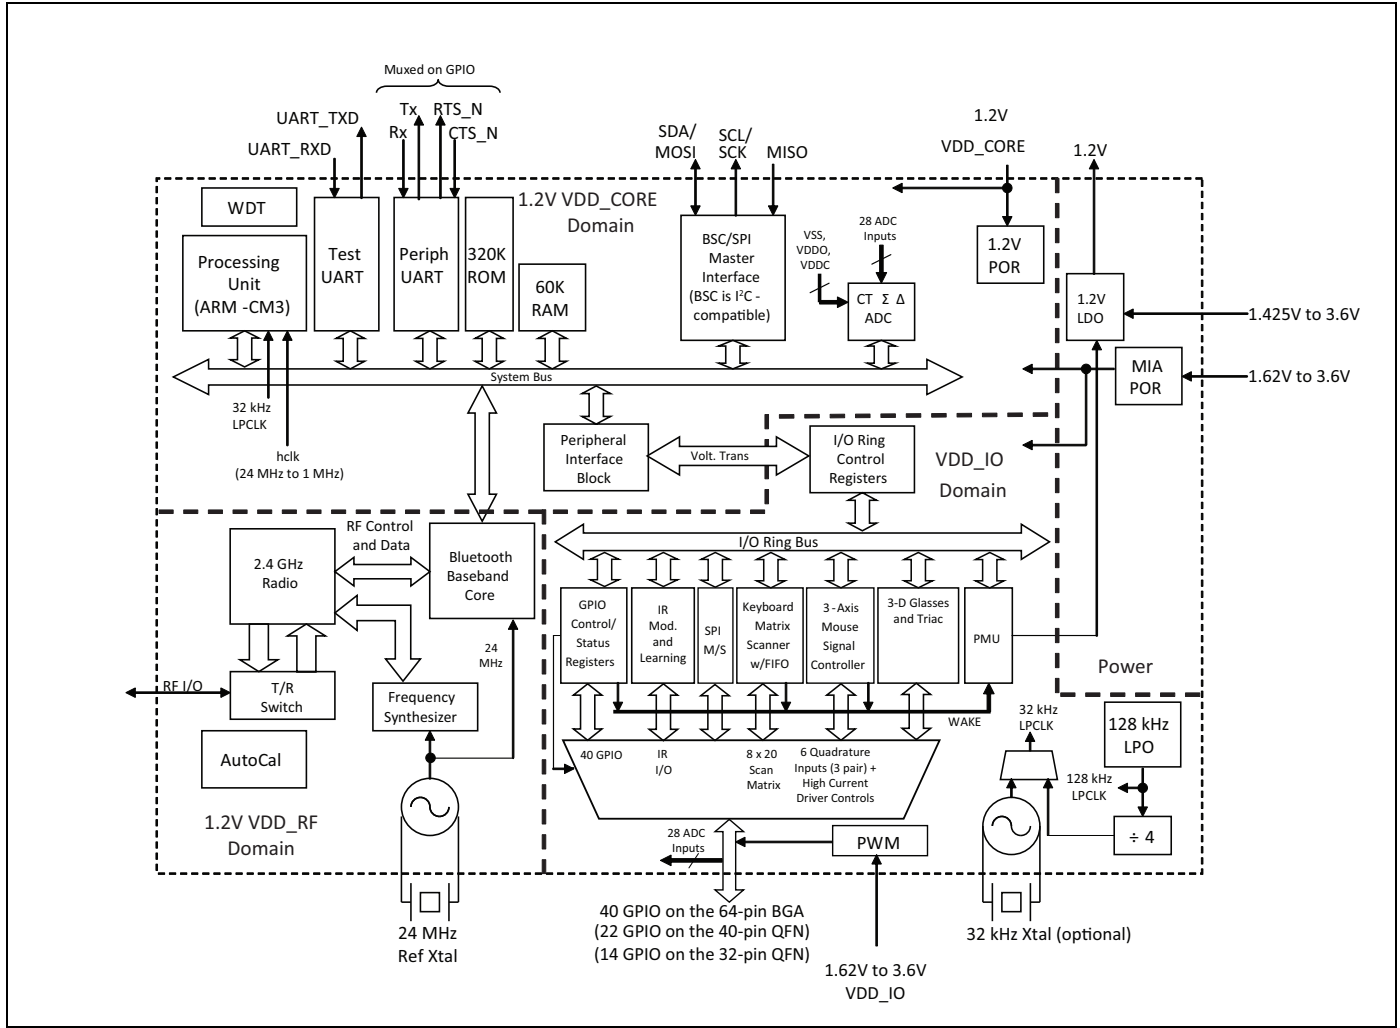 Muxed on GPIO
Tx
RTS_N
UART_TXD
Rx
CTS_N
UART_RXD
SDA/
MOSI
SCL/
SCK
MISO
1.2V
VDD_CORE
1.2V
WDT
1.2V VDD_CORE
Domain
Processing
Unit
(ARM -CM3)
Test
UART
Periph
UART
320K
ROM
60K
RAM
BSC/SPI
Master
Interface
(BSC is I²C -
compatible)
VSS,
VDDO,
VDDC
28 ADC
Inputs
CT Σ Δ
ADC
1.2V
POR
1.2V
LDO
1.425V to 3.6V
MIA
POR
1.62V to 3.6V
System Bus
32 kHz
LPCLK
hclk
(24 MHz to 1 MHz)
Peripheral
Interface
Block
Volt. Trans
I/O Ring
Control
Registers
VDD_IO
Domain
RF Control
and Data
2.4 GHz
Radio
Bluetooth
Baseband
Core
I/O Ring Bus
GPIO
Control/
Status
Registers
IR
Mod.
and
Learning
SPI
M/S
Keyboard
Matrix
Scanner
w/FIFO
3-Axis
Mouse
Signal
Controller
3-D Glasses
and Triac
PMU
24
MHz
Power
RF I/O
T/R
Switch
Frequency
Synthesizer
WAKE
32 kHz
LPCLK
128 kHz
LPO
AutoCal
40 GPIO
IR
I/O
8 x 20
Scan
Matrix
6 Quadrature
Inputs (3 pair) +
High Current
Driver Controls
128 kHz
LPCLK
÷ 4
1.2V VDD_RF
Domain
28 ADC
Inputs
PWM
24 MHz
Ref Xtal
40 GPIO on the 64-pin BGA
(22 GPIO on the 40-pin QFN)
(14 GPIO on the 32-pin QFN)
32 kHz Xtal (optional)
1.62V to 3.6V
VDD_IO